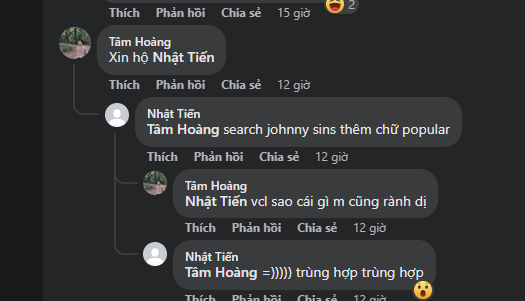 Thích Phản hồi Chia sẻ 15 giờ 2
Tâm Hoàng
Xin hộ Nhật Tiến
Thích Phản hồi Chia sẻ 12 giờ
Nhật Tiến
Tâm Hoàng search johnny sins thêm chữ popular
Thích Phản hồi Chia sẻ 12 giờ
Tâm Hoàng
Nhật Tiến vcl sao cái gì m cũng rành dị
Thích Phản hồi Chia sẻ 12 giờ
Nhật Tiến
Tâm Hoàng =))))) trùng hợp trùng hợp
Thích Phản hồi Chia sẻ 12 giờ